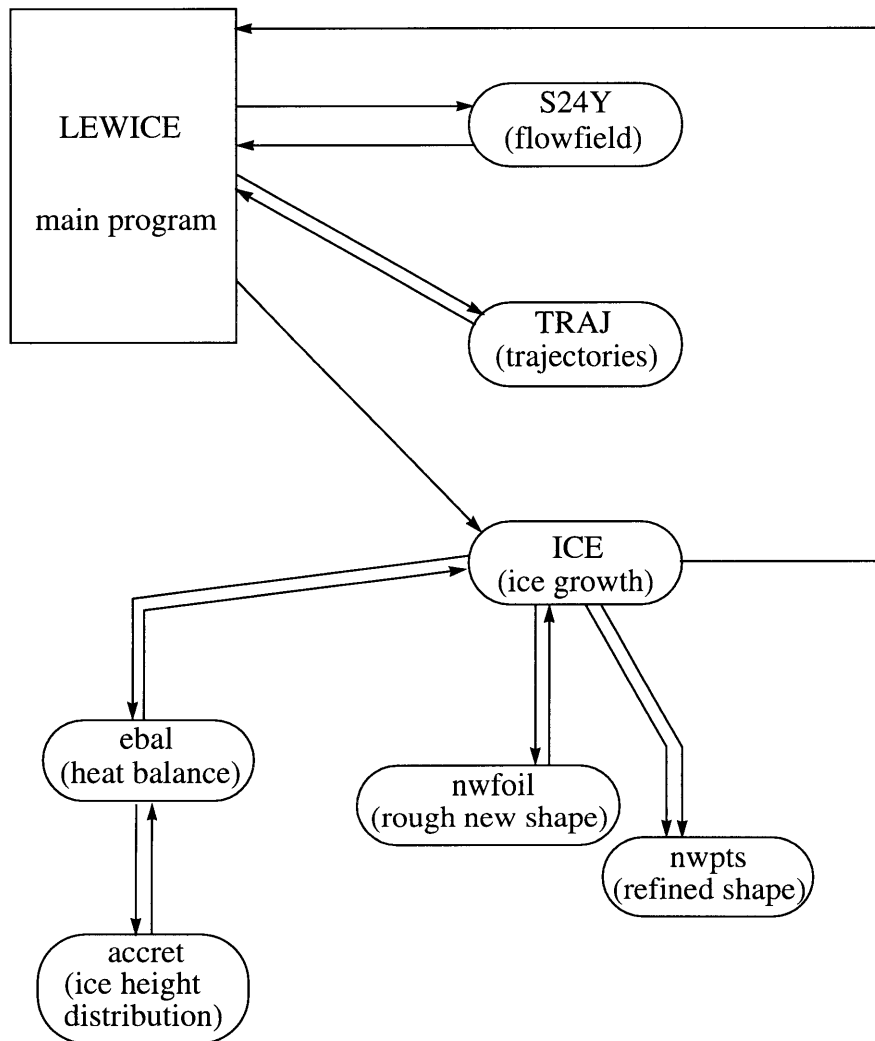 LEWICE
main program
S24Y
(flowfield)
TRAJ
(trajectories)
ICE
(ice growth)
ebal
(heat balance)
nwfoil
(rough new shape)
nwpts
(refined shape)
accret
(ice height
distribution)